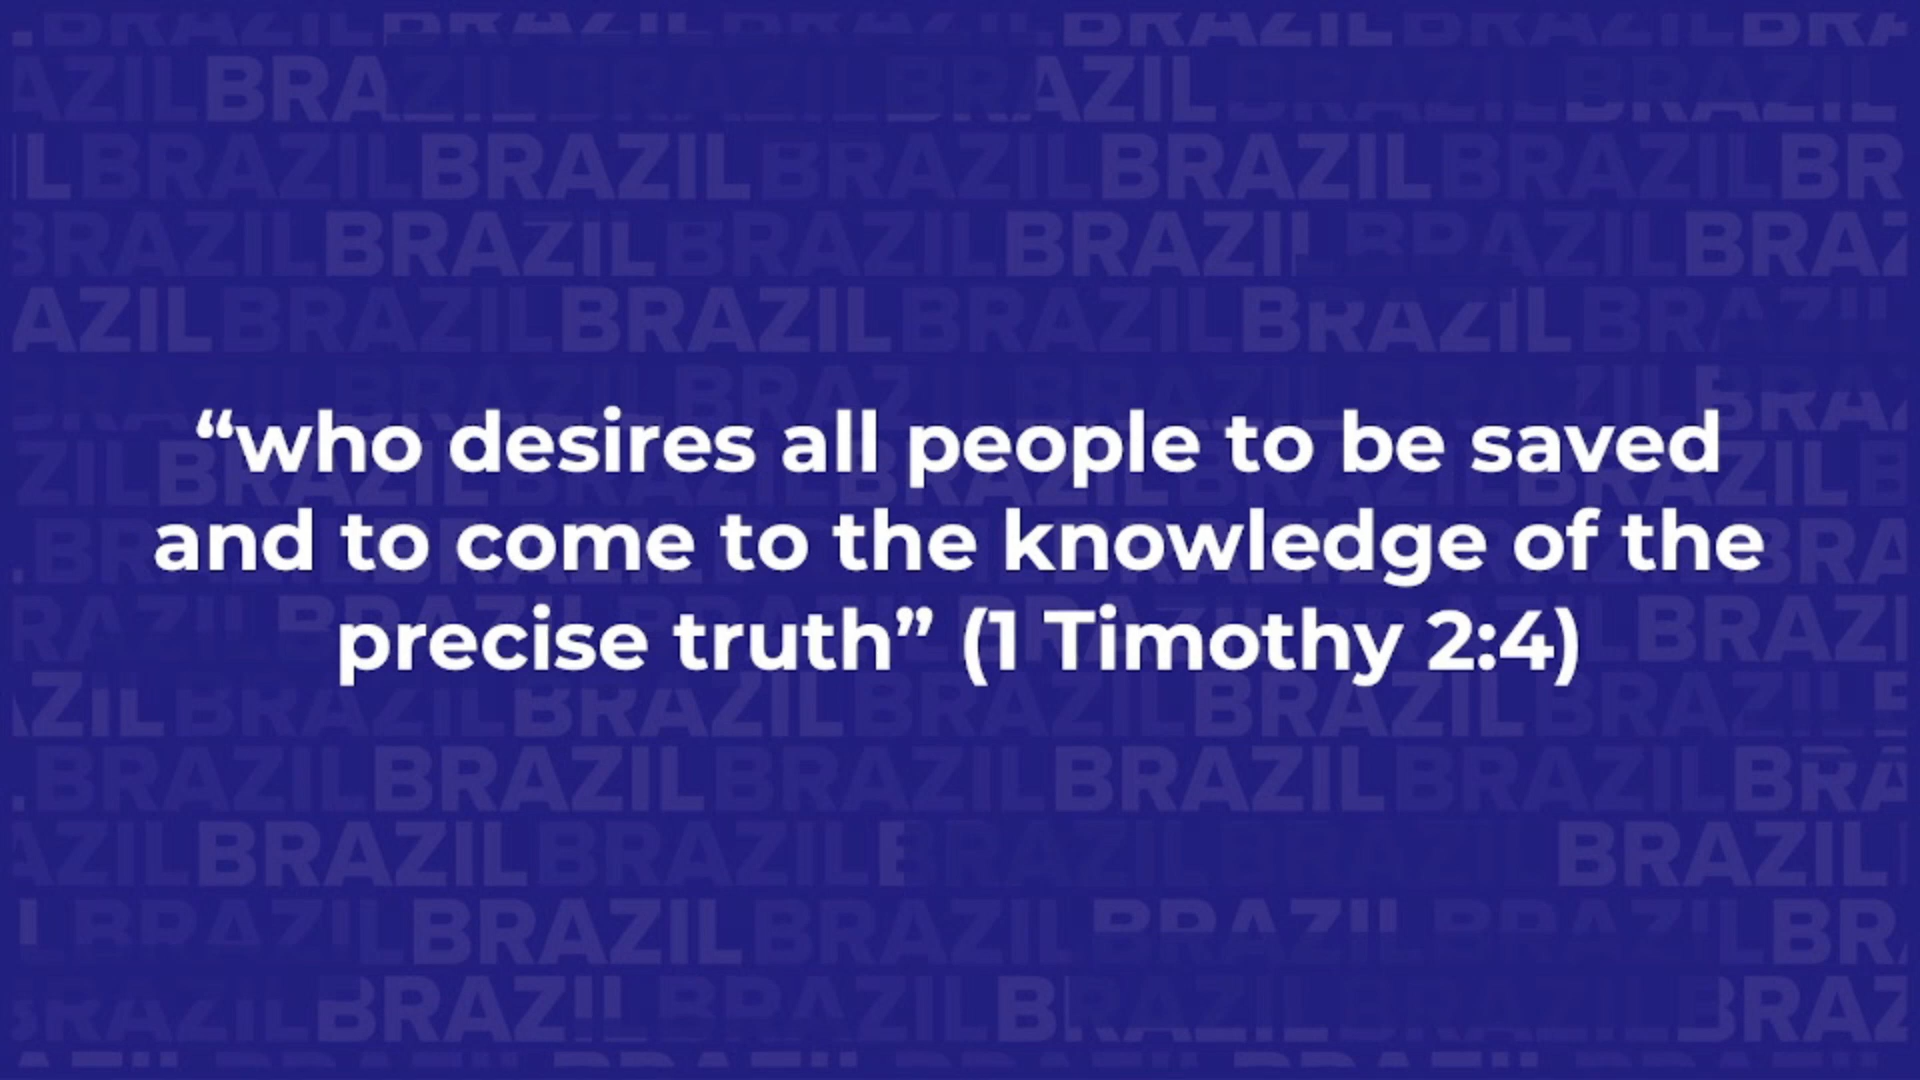 “who desires all people to be saved
and to come to the knowledge of the
precise truth” (1 Timothy 2:4)
BRAZIL